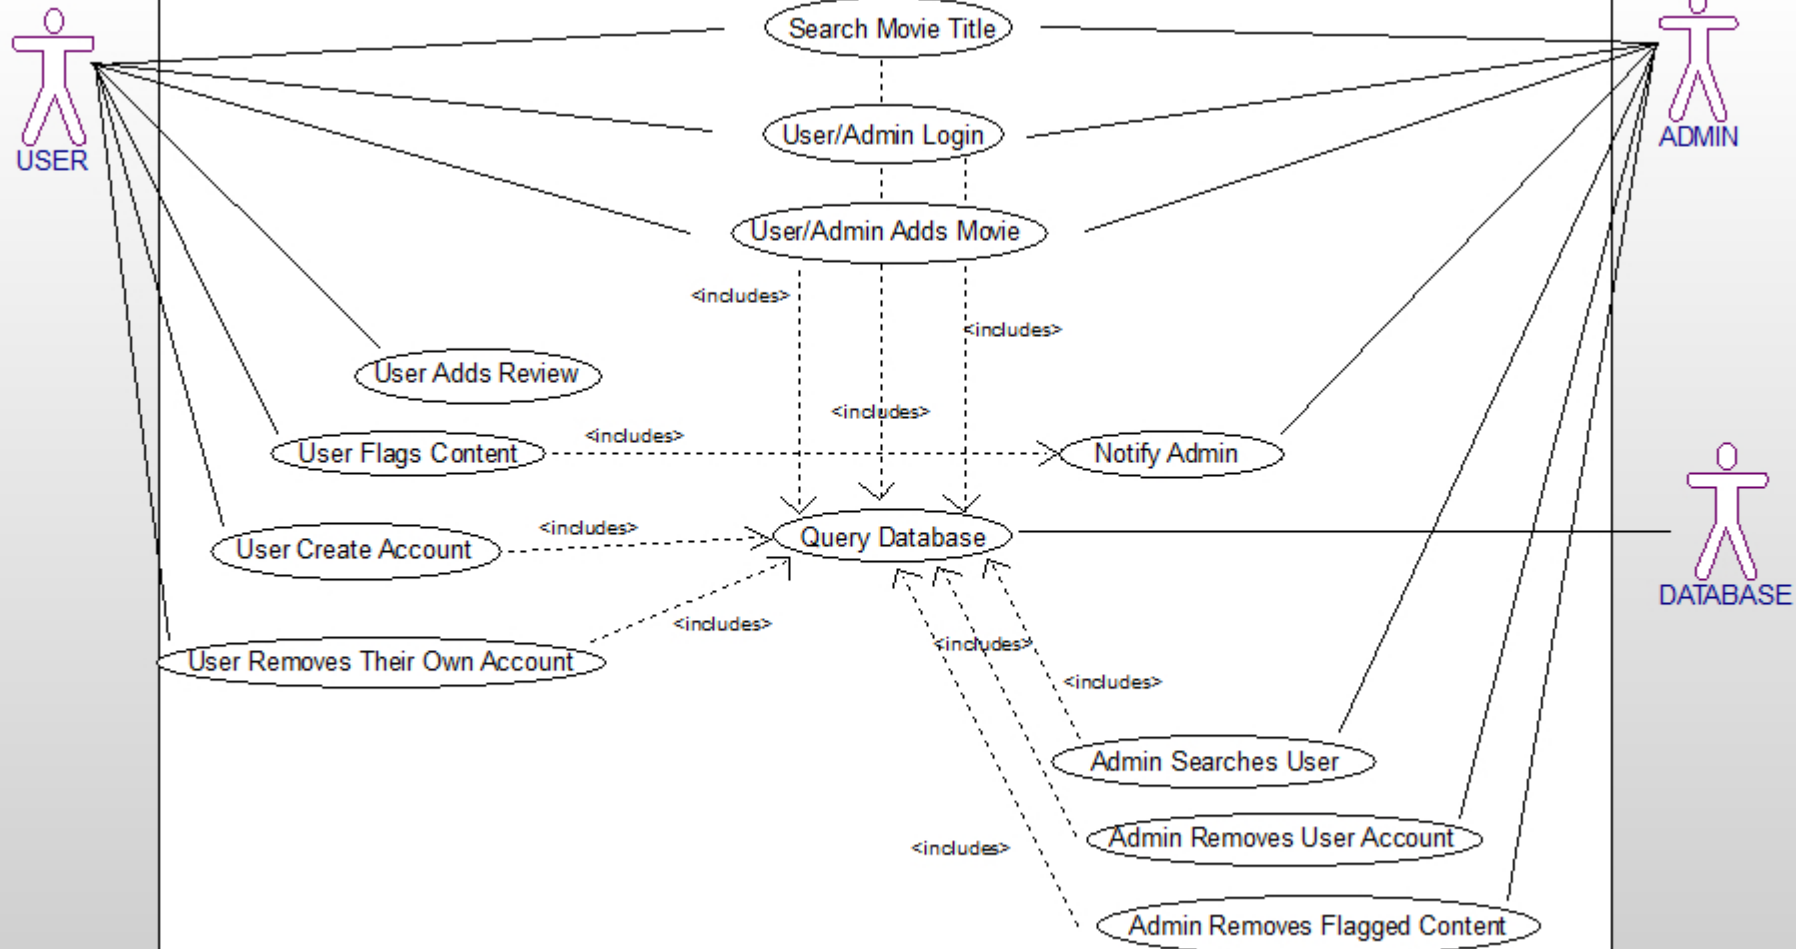 Search Movie Title
User/Admin Login
ADMIN
USER
User/Admin Adds Movie
<includes>
<includes>
User Adds Review
<includes>
<includes>
User Flags Content
Notify Admin
<includes>
Query Database
User Create Account
DATABASE
<includes>
<includes>
User Removes Their Own Account
<includes>
Admin Searches User
Admin Removes User Account
<includes>
Admin Removes Flagged Content